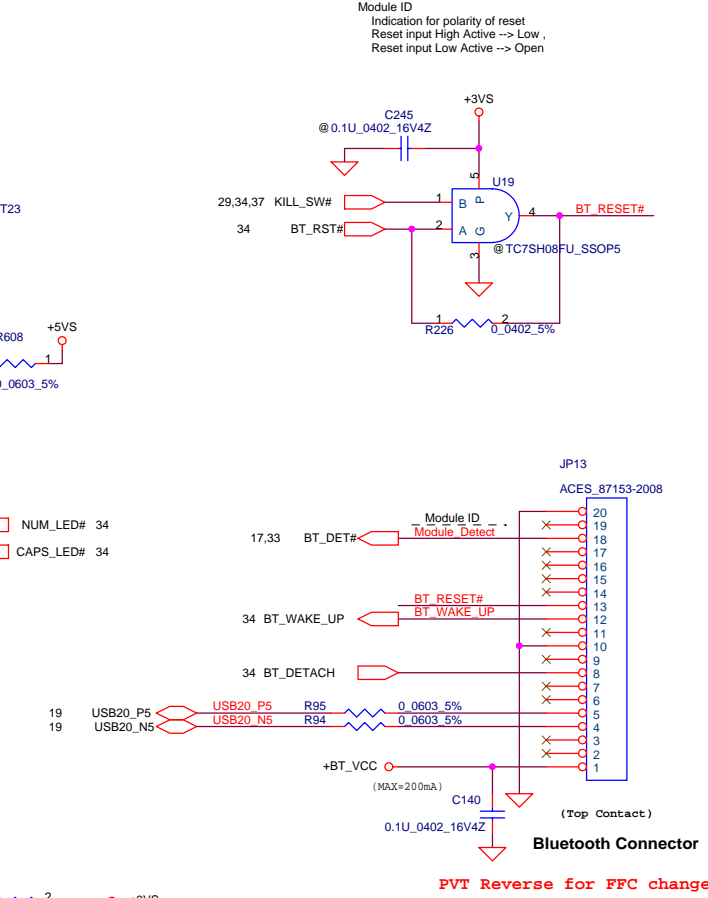 Module ID
Indication for polarity of reset
Reset input High Active --> Low ,
Reset input Low Active --> Open
+3VS
C245
@ 0.1U_0402_16V4Z
5
U19
29,34,37 KILL_SW# 1 B P
Y 4 BT_RESET#
34 BT_RST# 2 A G
3
@ TC7SH08FU_SSOP5
1 2
R226 0_0402_5%
T23
+5VS
R608
1
0_0603_5%
JP13
ACES_87153-2008
NUM_LED# 34
CAPS_LED# 34
20
Module ID 19
17,33 BT_DET# Module_Detect 18
17
16
15
14
BT_RESET# 13
34 BT_WAKE_UP BT_WAKE_UP 12
11
10
9
34 BT_DETACH 8
7
6
19 USB20_P5 USB20_P5 R95 0_0603_5% 5
19 USB20_N5 USB20_N5 R94 0_0603_5% 4
3
2
+BT_VCC 1
(MAX=200mA)
C140
0.1U_0402_16V4Z
(Top Contact)
Bluetooth Connector
PVT Reverse for FFC change
2